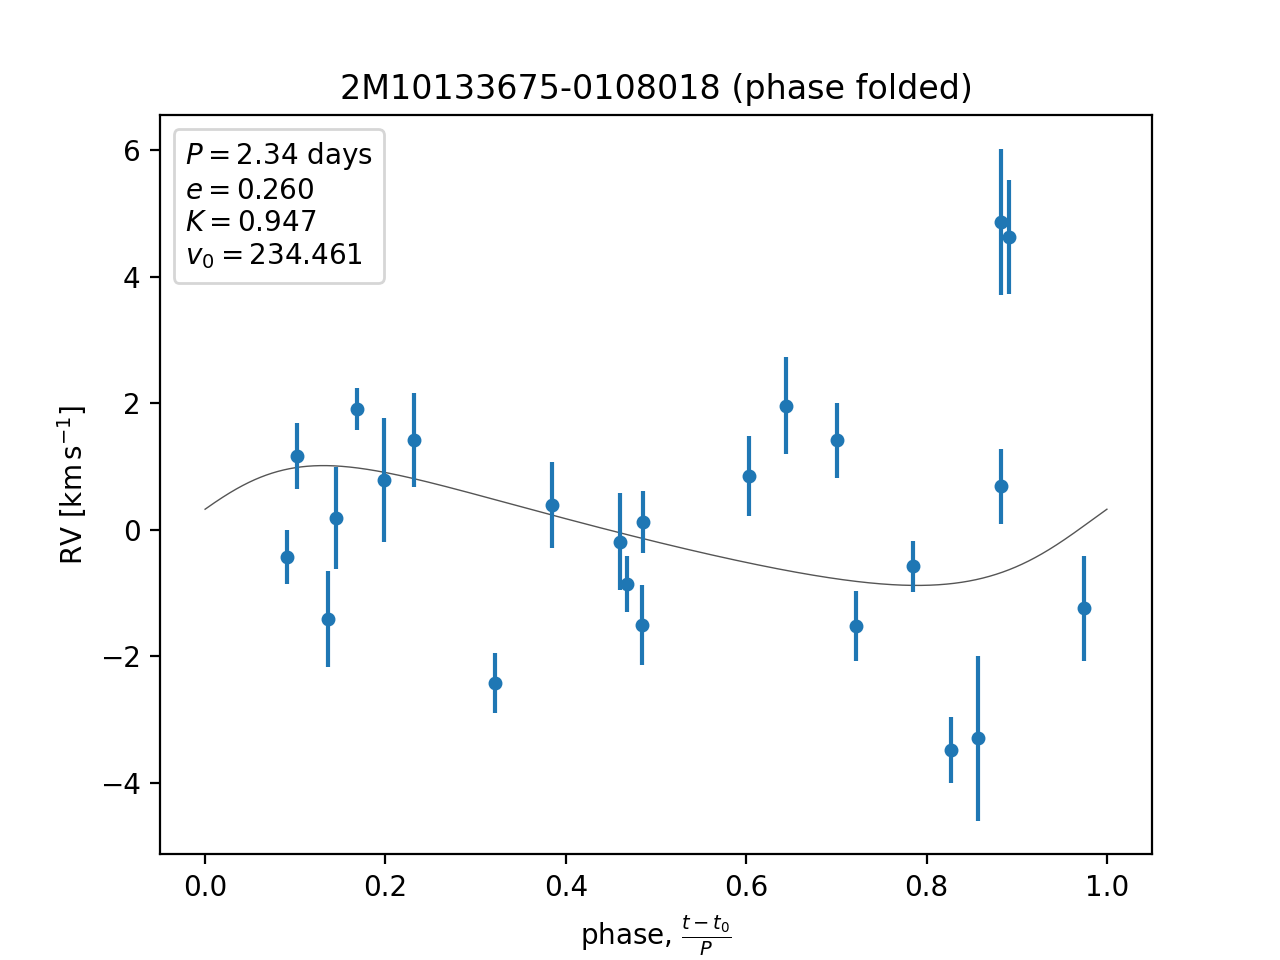 2M10133675-0108018 (phase folded)
P = 2.34 days
e = 0.260
K = 0.947
v₀ = 234.461
6
4
2
0
−2
−4
RV [km s⁻¹]
0.0 0.2 0.4 0.6 0.8 1.0
phase, (t − t₀)/P